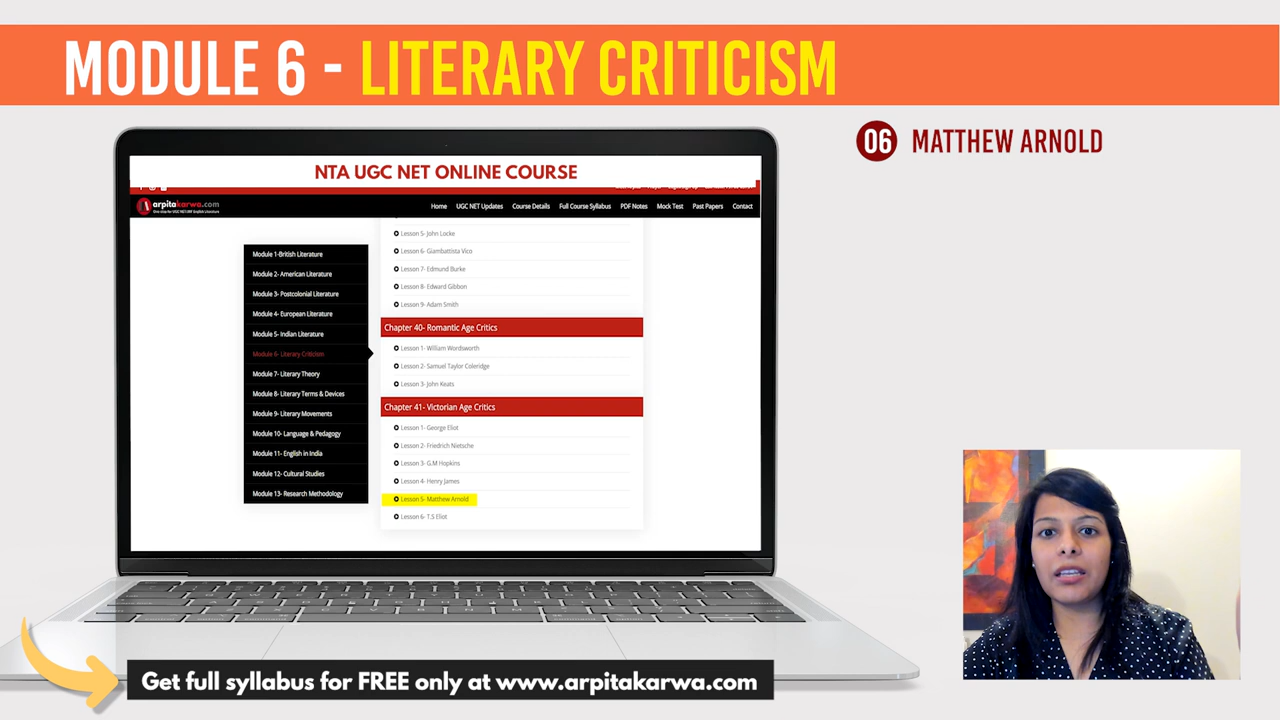 MODULE 6 - LITERARY CRITICISM
06 MATTHEW ARNOLD
NTA UGC NET ONLINE COURSE
arpitakarwa.com
Home UGC NET Updates Course Details Full Course Syllabus PDF Notes Mock Test Past Papers Contact
Module 1-British Literature
Module 2- American Literature
Module 3- Postcolonial Literature
Module 4- European Literature
Module 5- Indian Literature
Module 6- Literary Criticism
Module 7- Literary Theory
Module 8- Literary Terms & Devices
Module 9- Literary Movements
Module 10- Language & Pedagogy
Module 11- English in India
Module 12- Cultural Studies
Module 13- Research Methodology
Lesson 5- John Locke
Lesson 6- Giambattista Vico
Lesson 7- Edmund Burke
Lesson 8- Edward Gibbon
Lesson 9- Adam Smith
Chapter 40- Romantic Age Critics
Lesson 1- William Wordsworth
Lesson 2- Samuel Taylor Coleridge
Lesson 3- John Keats
Chapter 41- Victorian Age Critics
Lesson 1- George Eliot
Lesson 2- Friedrich Nietsche
Lesson 3- G.M Hopkins
Lesson 4- Henry James
Lesson 5- Matthew Arnold
Lesson 6- T.S Eliot
Get full syllabus for FREE only at www.arpitakarwa.com